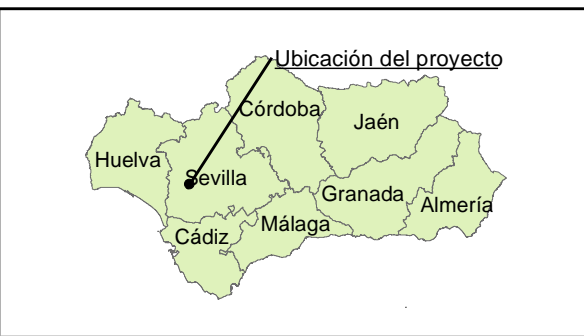 Ubicación del proyecto
Córdoba
Jaén
Huelva
Sevilla
Granada
Almería
Málaga
Cádiz